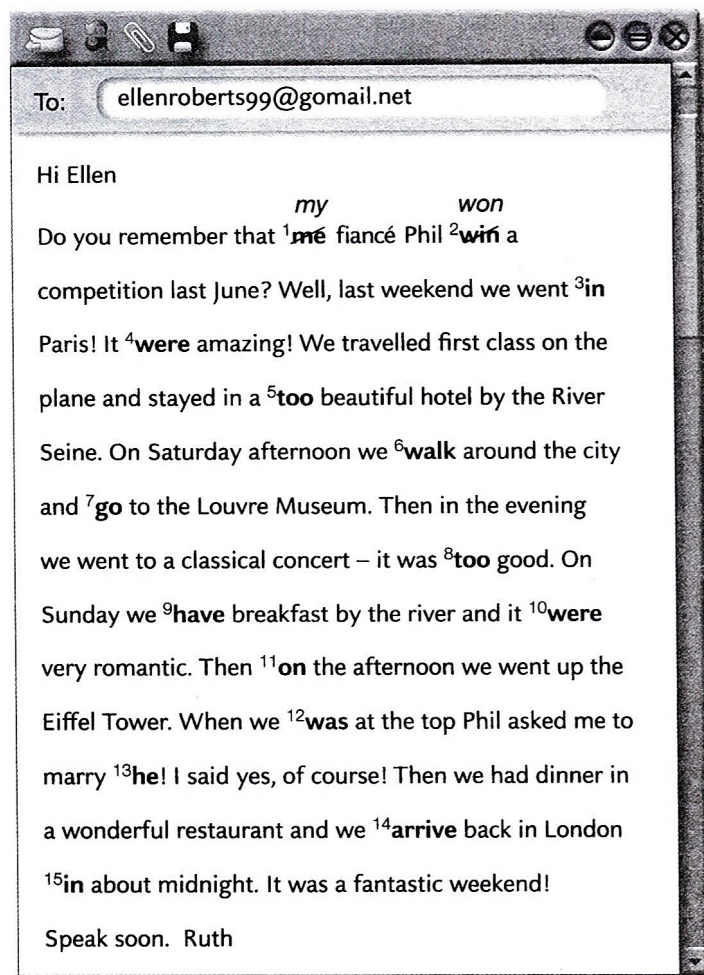 To: ellenroberts99@gomail.net
Hi Ellen
my won
Do you remember that ¹me fiancé Phil ²win a
competition last June? Well, last weekend we went ³in
Paris! It ⁴were amazing! We travelled first class on the
plane and stayed in a ⁵too beautiful hotel by the River
Seine. On Saturday afternoon we ⁶walk around the city
and ⁷go to the Louvre Museum. Then in the evening
we went to a classical concert – it was ⁸too good. On
Sunday we ⁹have breakfast by the river and it ¹⁰were
very romantic. Then ¹¹on the afternoon we went up the
Eiffel Tower. When we ¹²was at the top Phil asked me to
marry ¹³he! I said yes, of course! Then we had dinner in
a wonderful restaurant and we ¹⁴arrive back in London
¹⁵in about midnight. It was a fantastic weekend!
Speak soon. Ruth